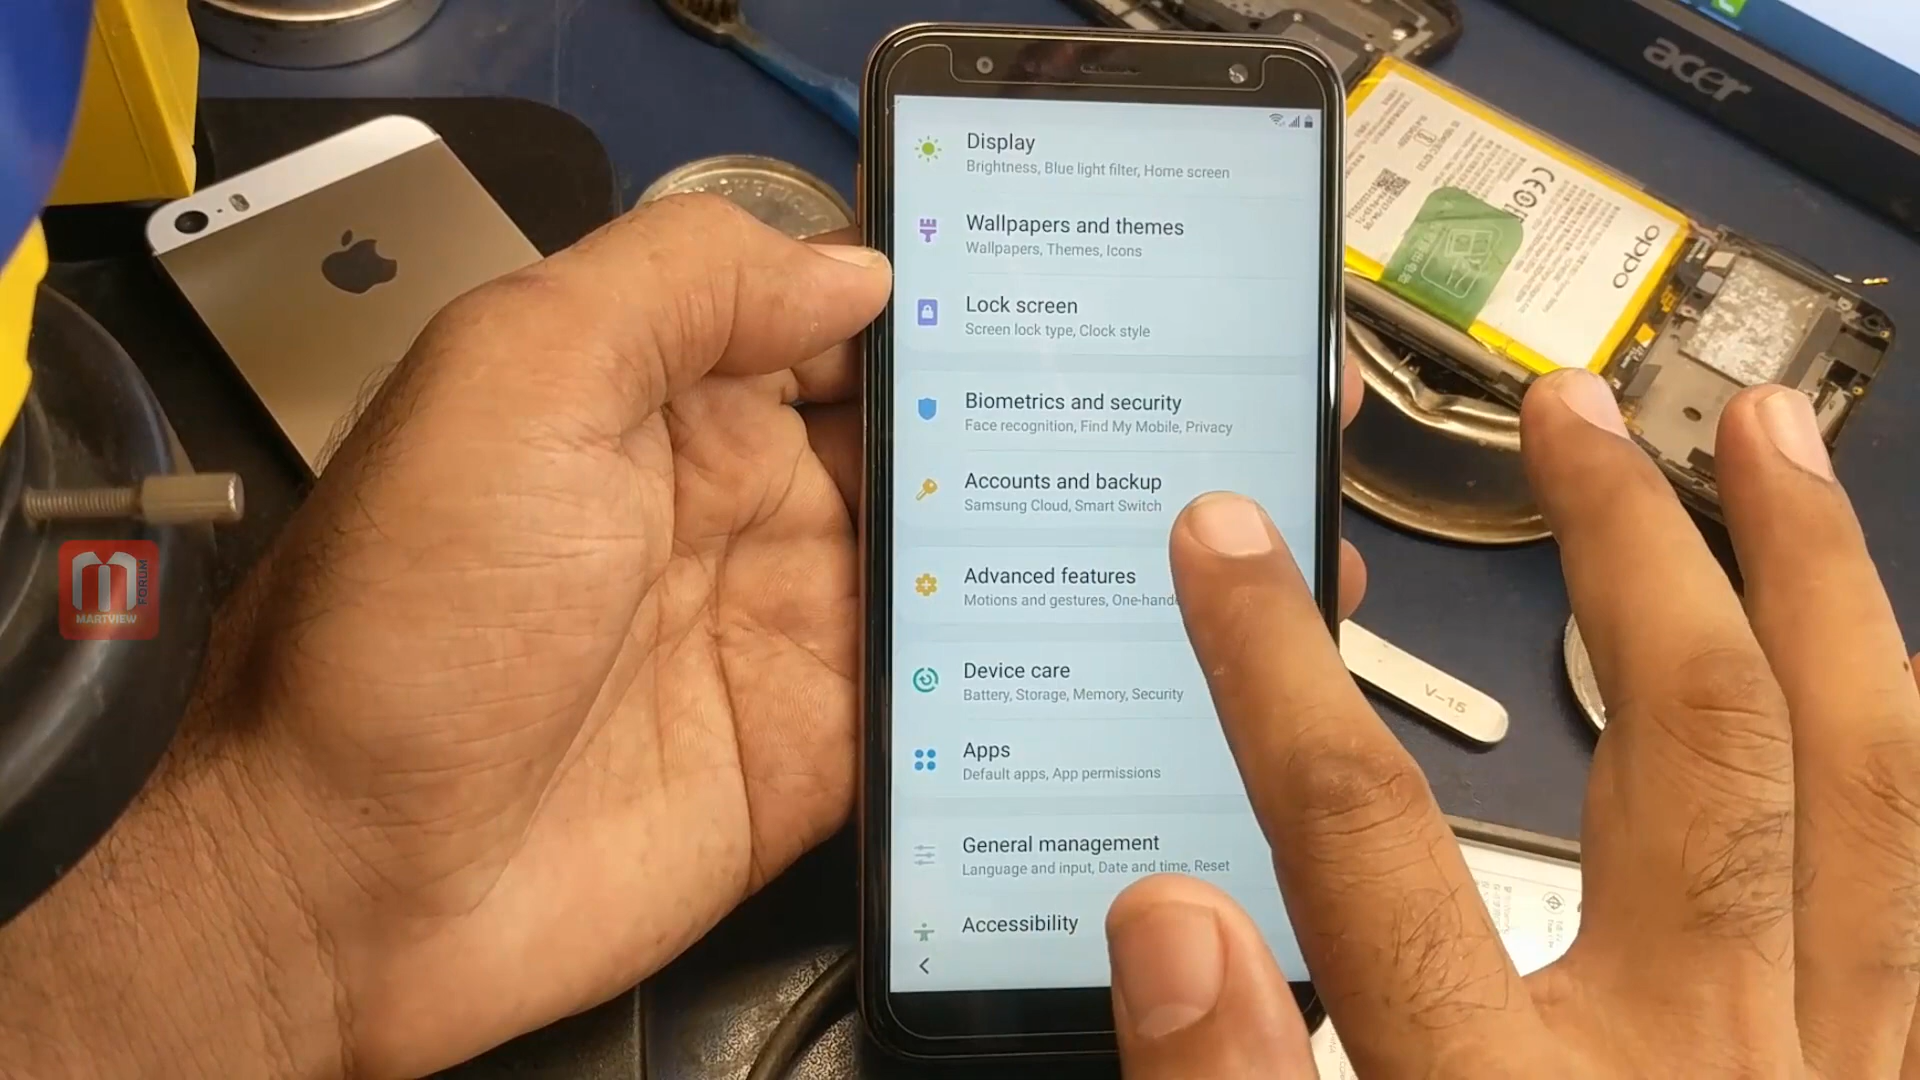 acer
Display
Brightness, Blue light filter, Home screen
Wallpapers and themes
Wallpapers, Themes, Icons
Lock screen
Screen lock type, Clock style
Biometrics and security
Face recognition, Find My Mobile, Privacy
Accounts and backup
Samsung Cloud, Smart Switch
Advanced features
Motions and gestures, One-hand
Device care
Battery, Storage, Memory, Security
Apps
Default apps, App permissions
General management
Language and input, Date and time, Reset
Accessibility
oppo
CE
V-15
FORUM
MARTVIEW